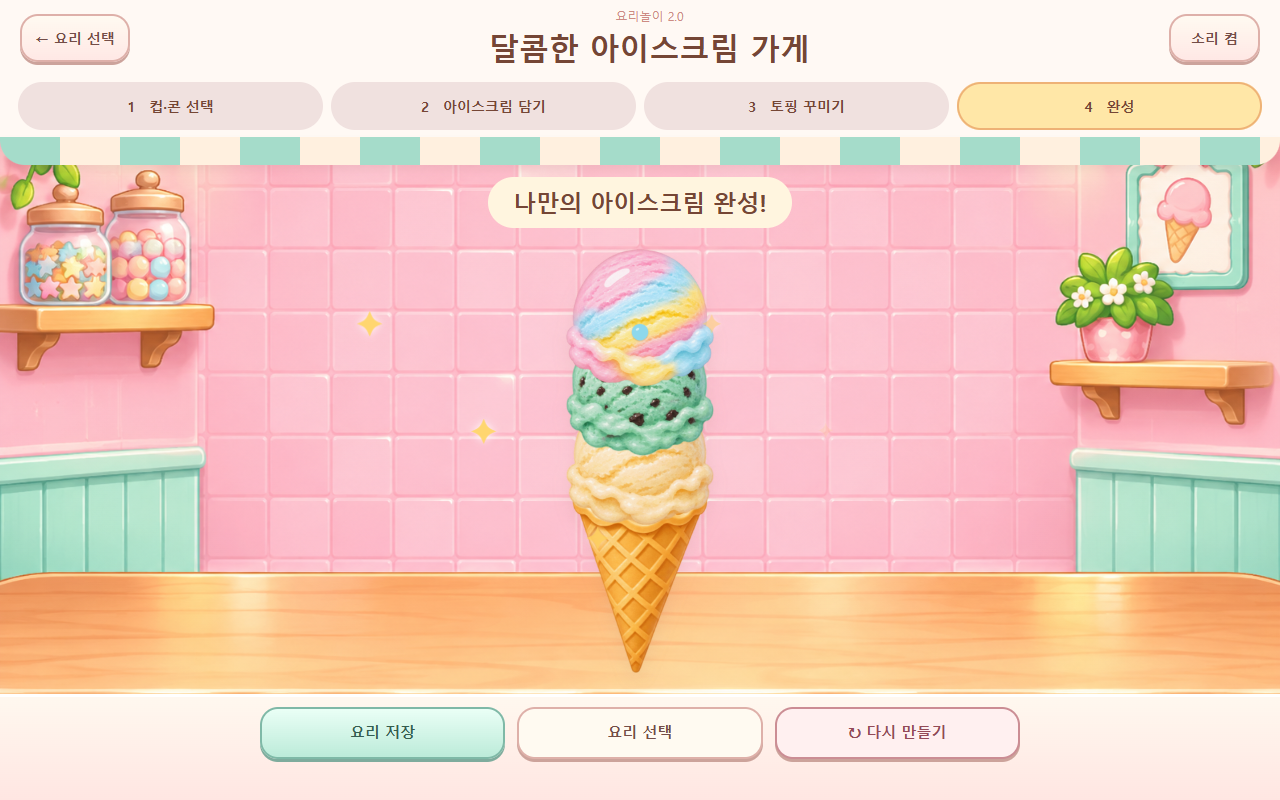 ← 요리 선택
요리놀이 2.0
달콤한 아이스크림 가게
소리 켬
1 컵·콘 선택
2 아이스크림 담기
3 토핑 꾸미기
4 완성
나만의 아이스크림 완성!
요리 저장
요리 선택
↻ 다시 만들기